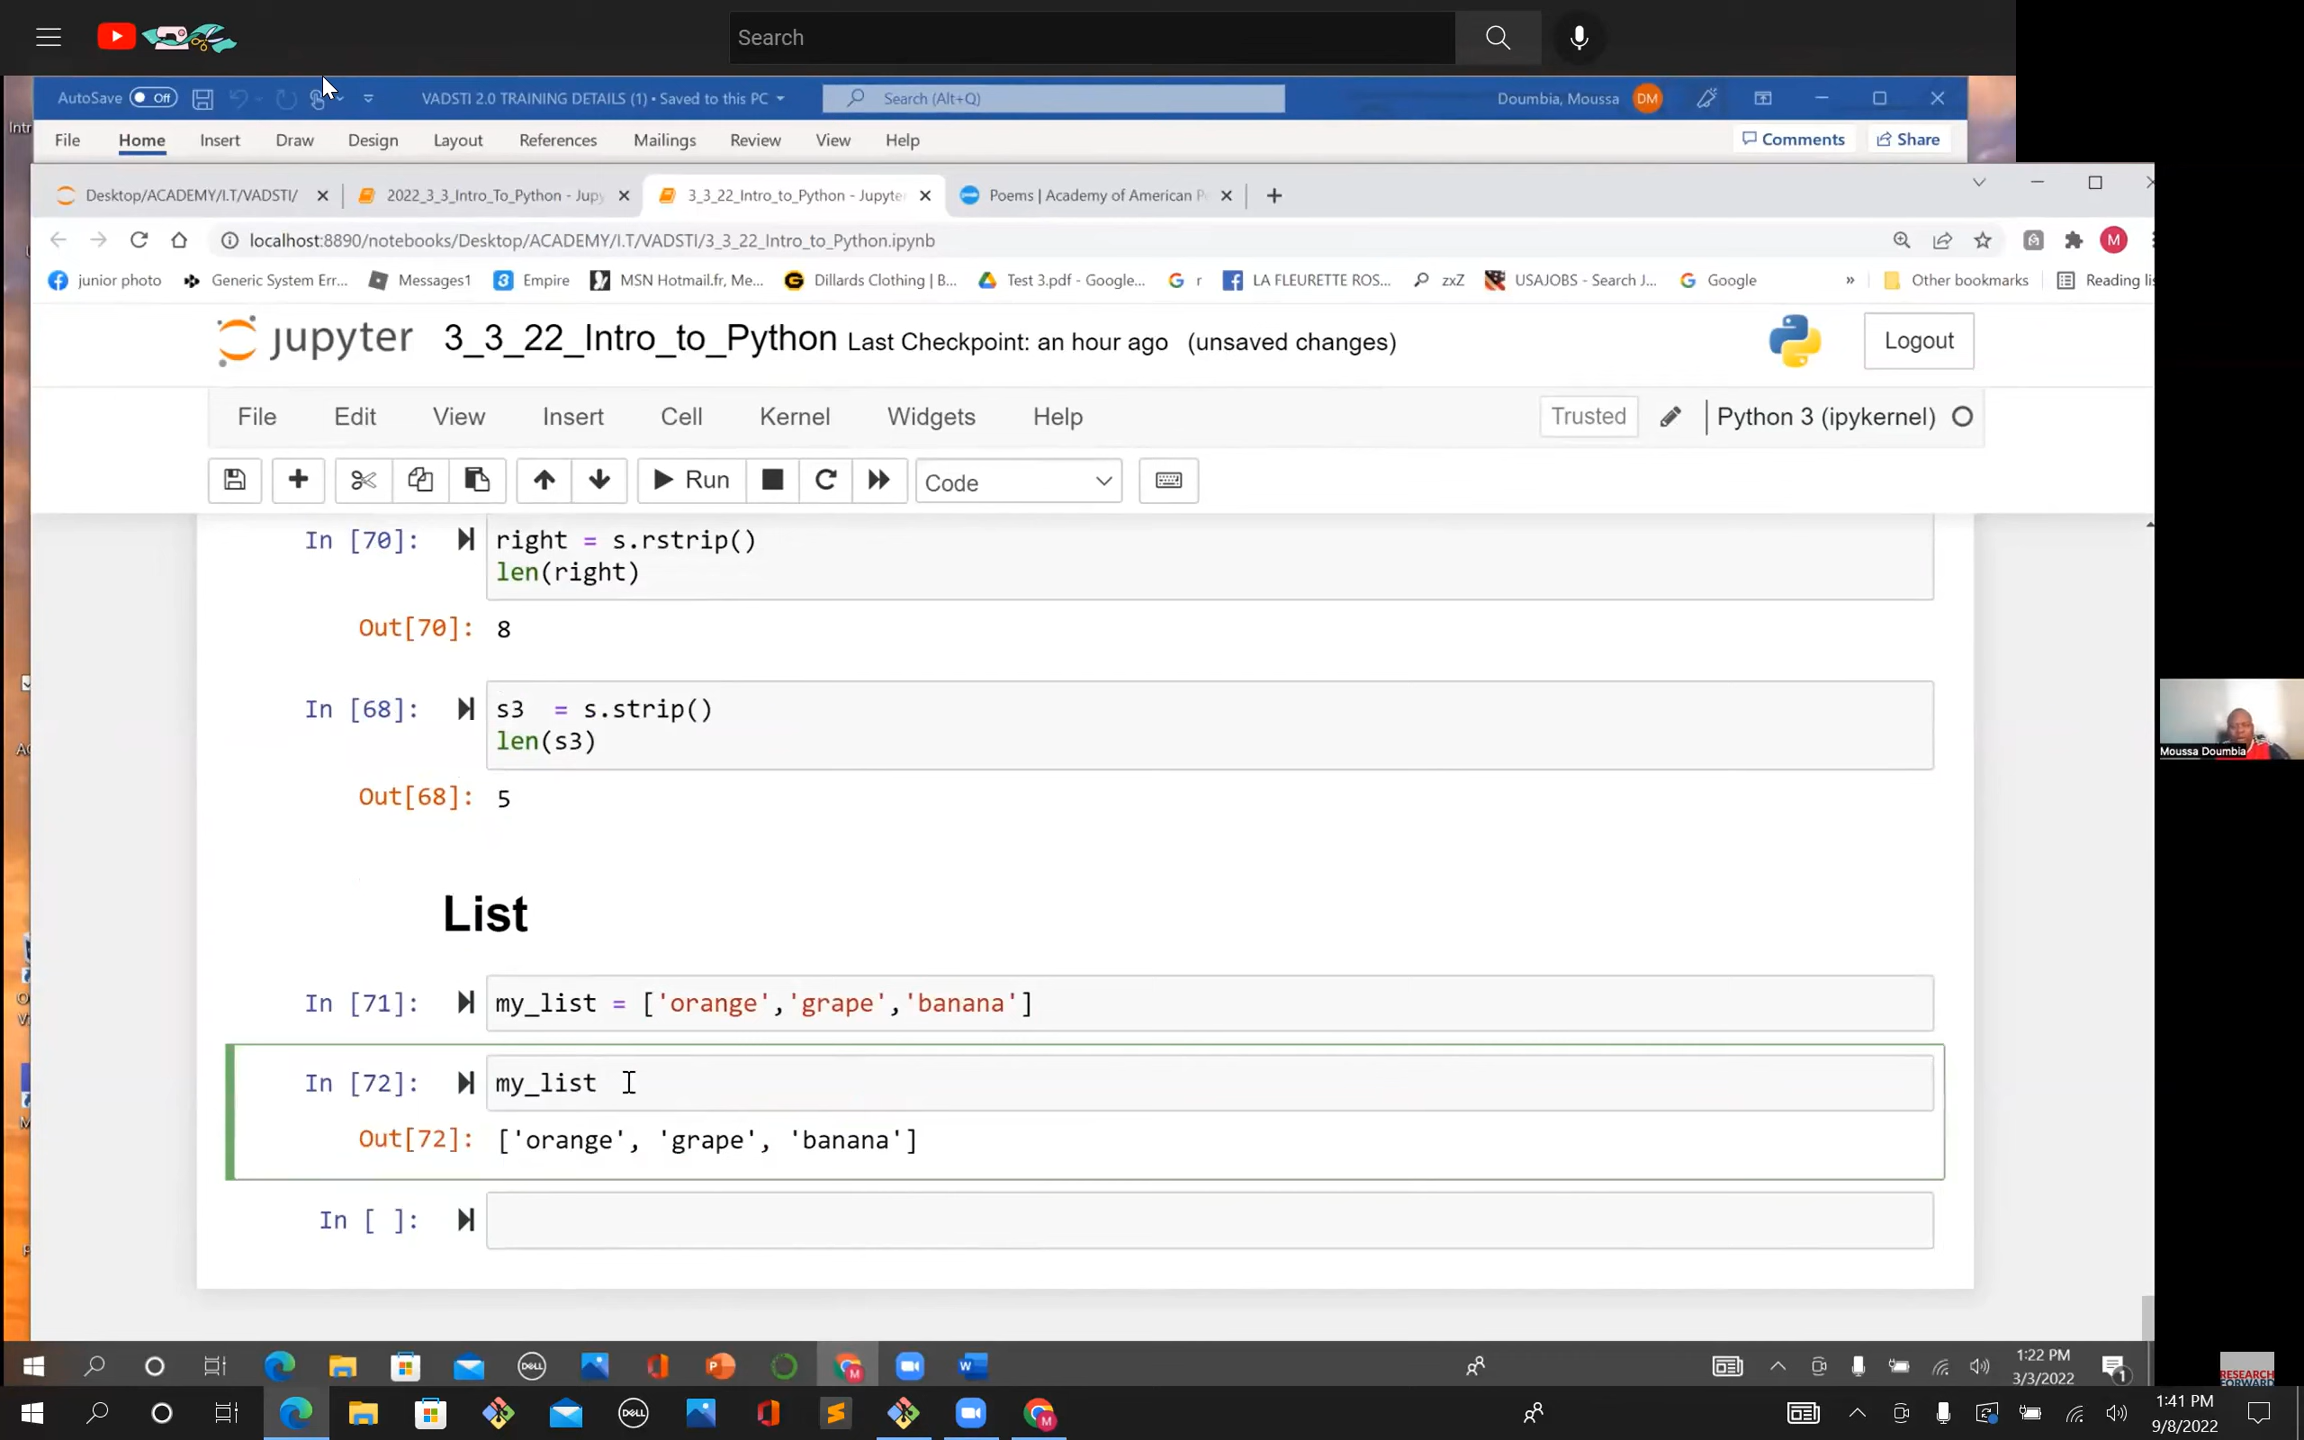 Search
AutoSave Off
VADSTI 2.0 TRAINING DETAILS (1) • Saved to this PC
Search (Alt+Q)
Doumbia, Moussa DM
File Home Insert Draw Design Layout References Mailings Review View Help
Comments Share
Desktop/ACADEMY/I.T/VADSTI/
2022_3_3_Intro_To_Python - Jupy
3_3_22_Intro_to_Python - Jupyter
Poems | Academy of American P
localhost:8890/notebooks/Desktop/ACADEMY/I.T/VADSTI/3_3_22_Intro_to_Python.ipynb
M
junior photo Generic System Err... Messages1 Empire MSN Hotmail.fr, Me... Dillards Clothing | B... Test 3.pdf - Google... r LA FLEURETTE ROS... zxZ USAJOBS - Search J... Google » Other bookmarks Reading lis
jupyter 3_3_22_Intro_to_Python Last Checkpoint: an hour ago (unsaved changes)
Logout
File Edit View Insert Cell Kernel Widgets Help
Trusted Python 3 (ipykernel)
Run Code
In [70]: right = s.rstrip()
len(right)
Out[70]: 8
In [68]: s3 = s.strip()
len(s3)
Out[68]: 5
Moussa Doumbia
List
In [71]: my_list = ['orange','grape','banana']
In [72]: my_list
Out[72]: ['orange', 'grape', 'banana']
In [ ]:
1:22 PM
3/3/2022
1
RESEARCH
FORWARD
1:41 PM
9/8/2022